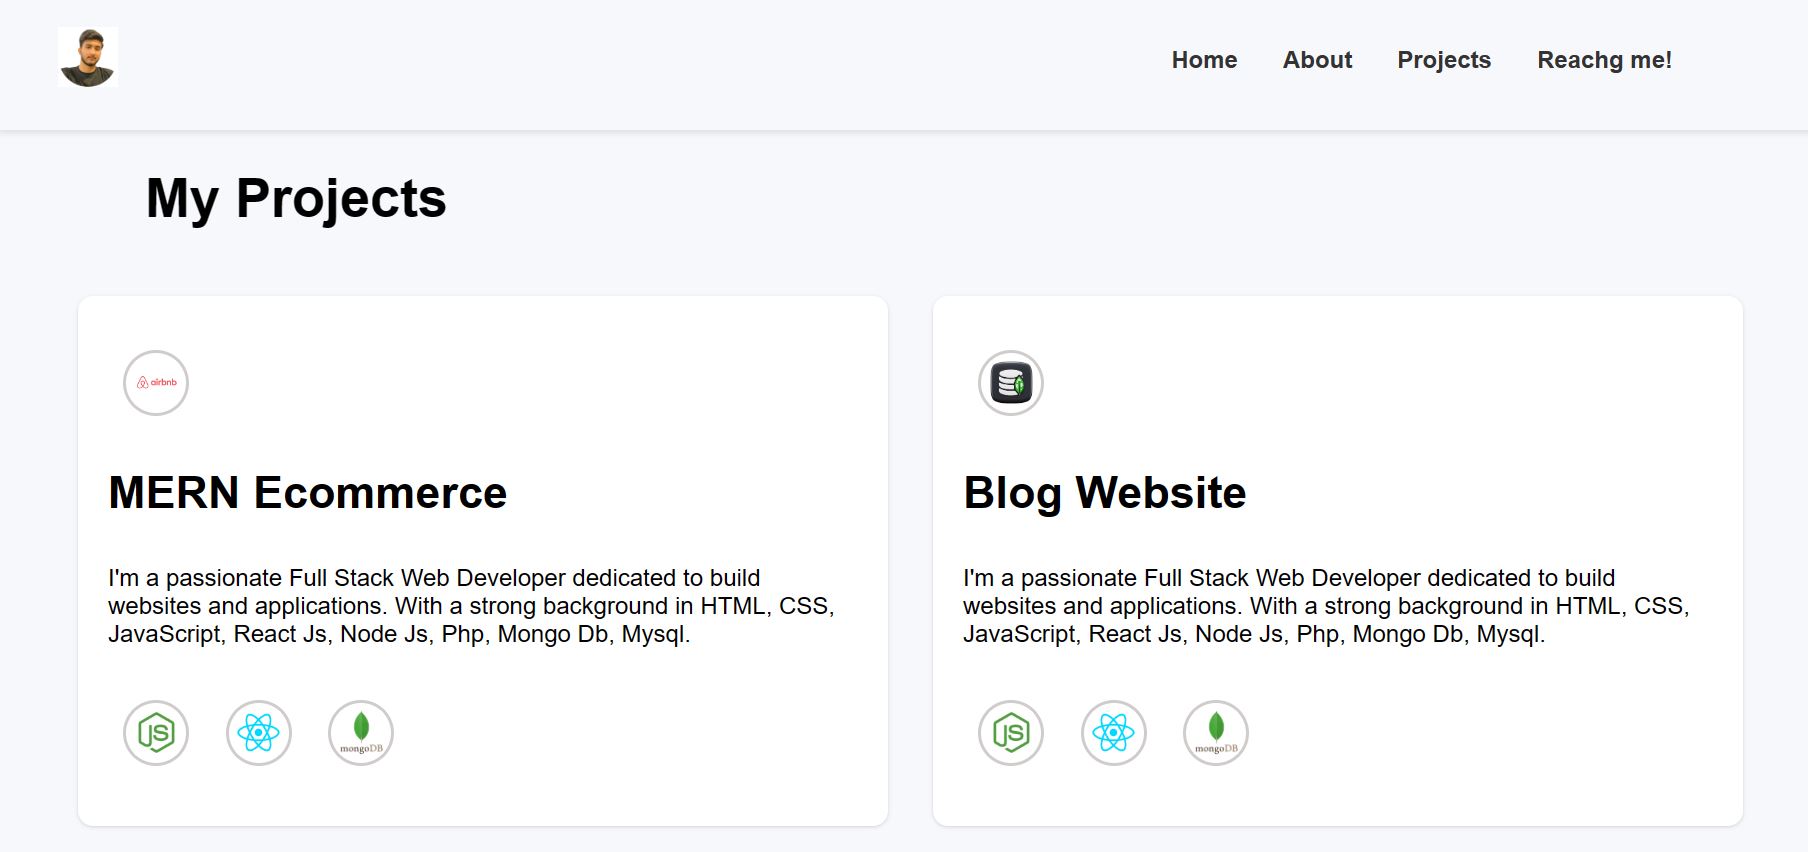 Home About Projects Reachg me!
My Projects
airbnb
MERN Ecommerce
I'm a passionate Full Stack Web Developer dedicated to build
websites and applications. With a strong background in HTML, CSS,
JavaScript, React Js, Node Js, Php, Mongo Db, Mysql.
JS
mongoDB
Blog Website
I'm a passionate Full Stack Web Developer dedicated to build
websites and applications. With a strong background in HTML, CSS,
JavaScript, React Js, Node Js, Php, Mongo Db, Mysql.
JS
mongoDB